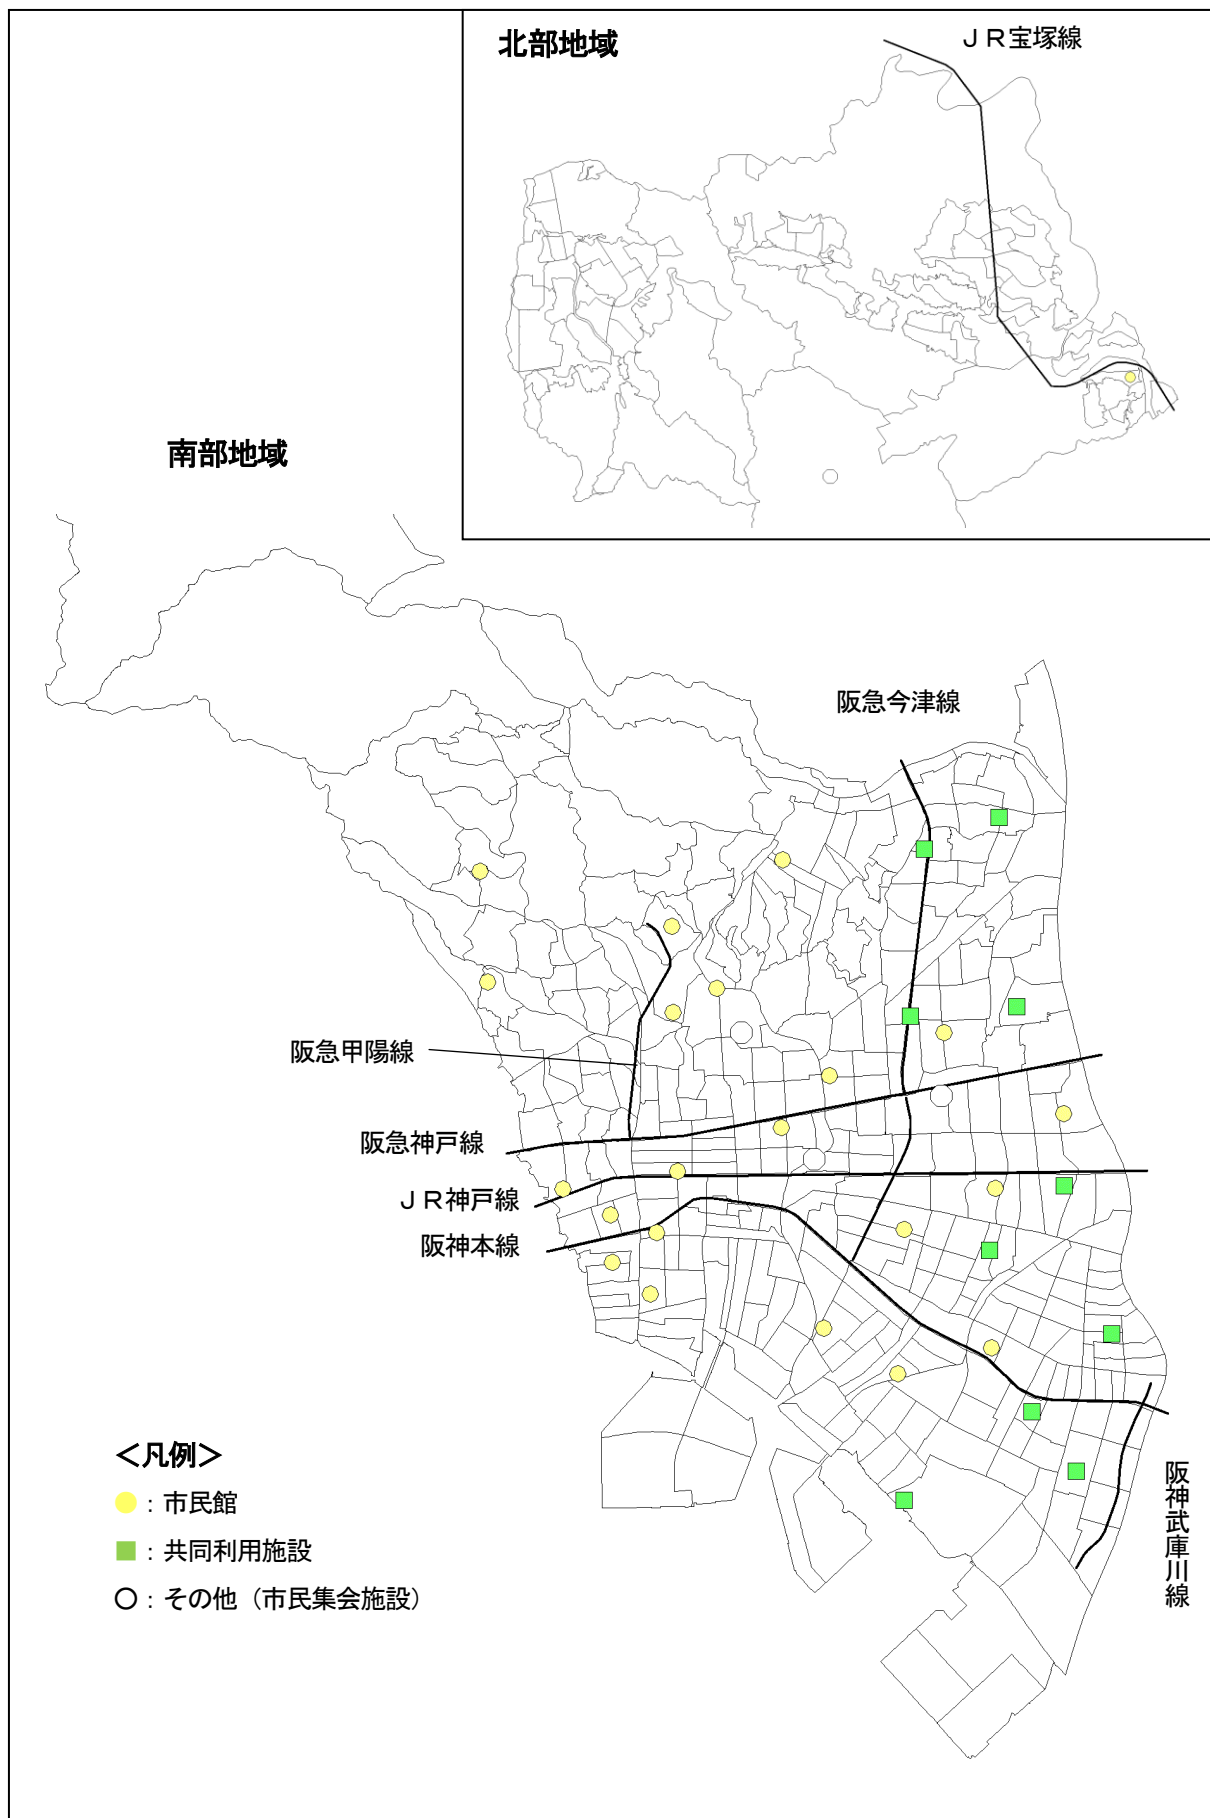 北部地域
ＪＲ宝塚線
南部地域
阪急今津線
阪急甲陽線
阪急神戸線
ＪＲ神戸線
阪神本線
阪神武庫川線
＜凡例＞
：市民館
：共同利用施設
：その他（市民集会施設）